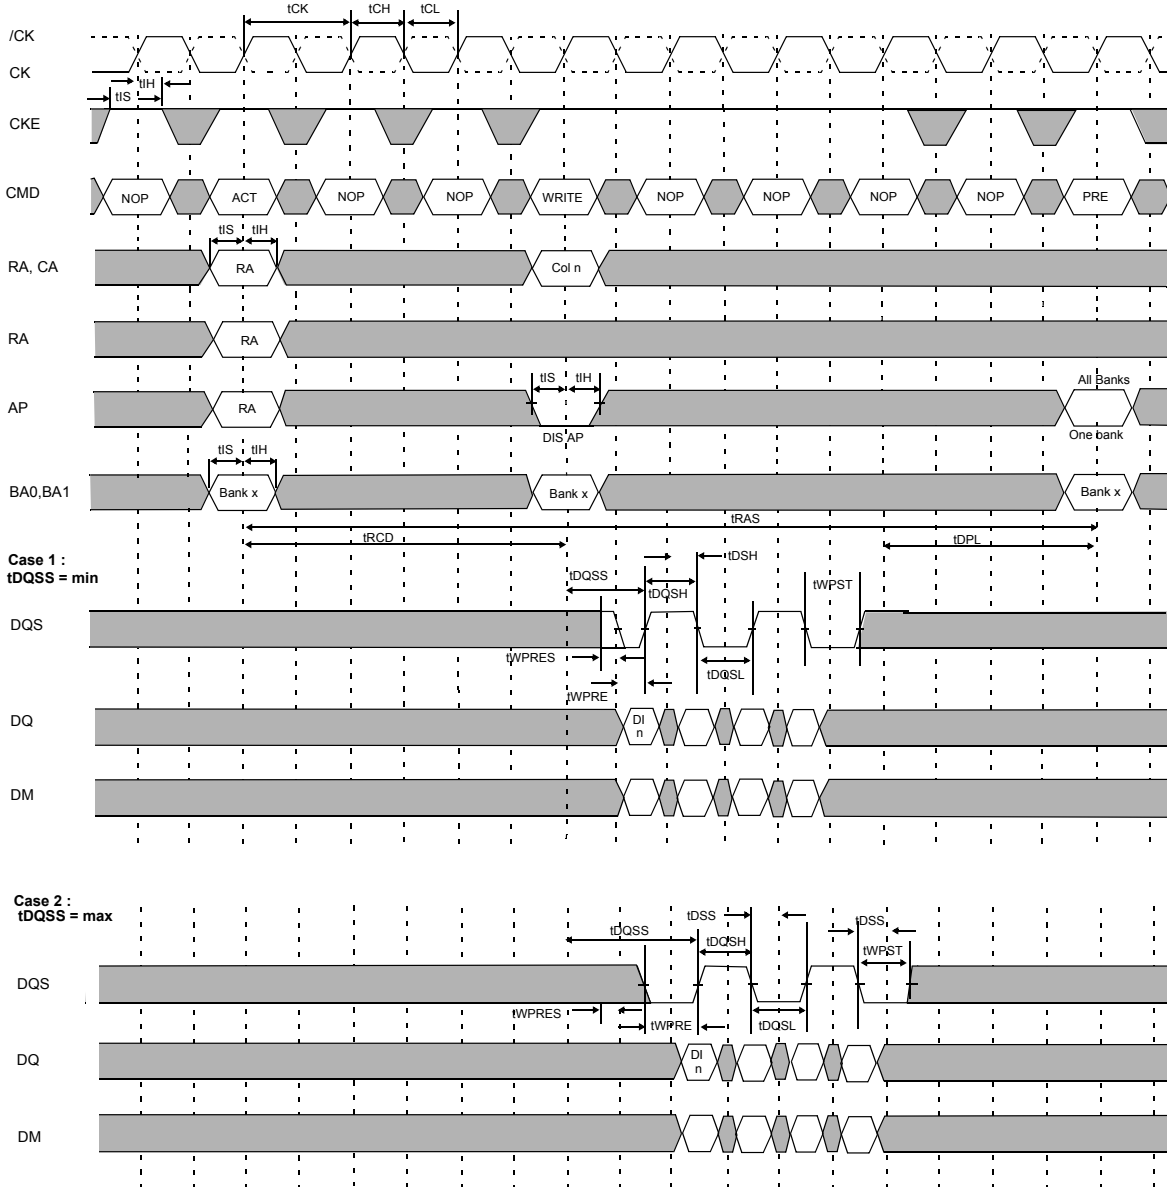 tCK tCH tCL
/CK
CK
tIH
tIS
CKE
CMD NOP ACT NOP NOP WRITE NOP NOP NOP NOP PRE
tIS tIH
RA, CA RA Col n
RA RA
tIS tIH All Banks
AP RA
DIS AP One bank
tIS tIH
BA0,BA1 Bank x Bank x Bank x
tRAS
tRCD tDPL
Case 1 :
tDQSS = min
tDSH
tDQSS
tDQSH tWPST
DQS
tWPRES
tDQSL
tWPRE
DQ DI
n
DM
Case 2 :
tDQSS = max
tDSS tDSS
tDQSS tDQSH tWPST
DQS
tWPRES tWPRE tDQSL
DQ DI
n
DM